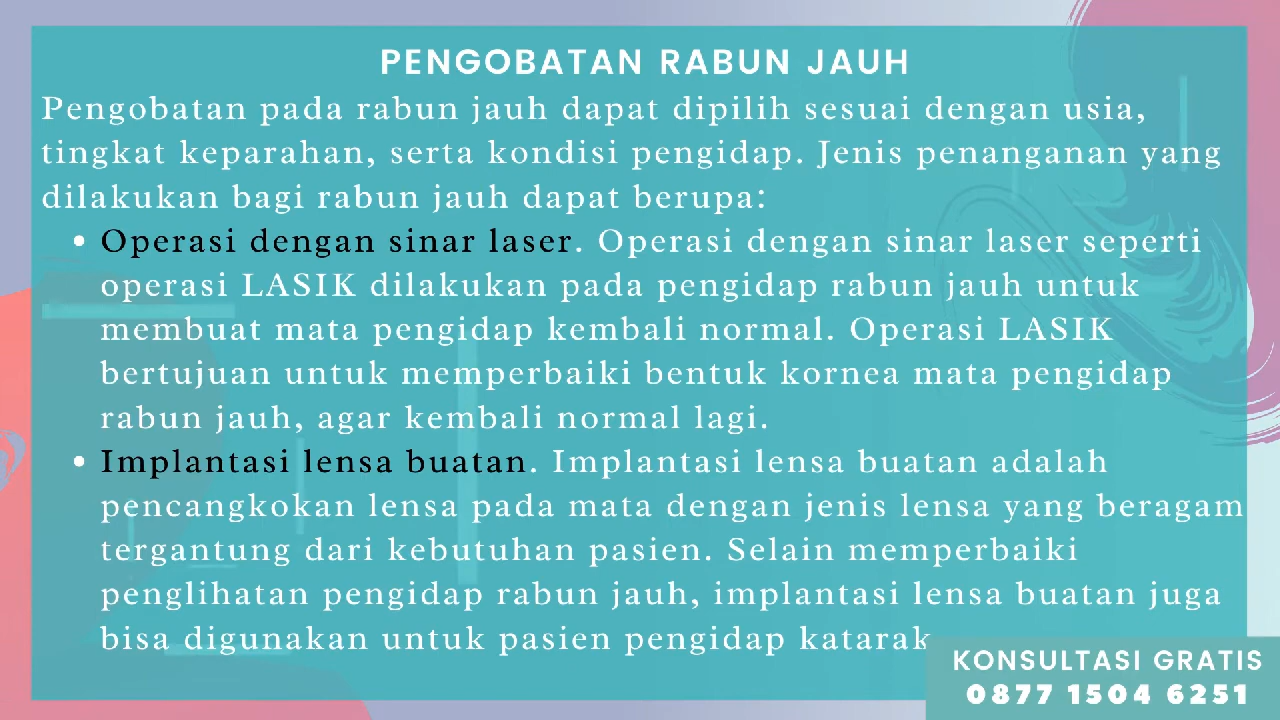 PENGOBATAN RABUN JAUH
Pengobatan pada rabun jauh dapat dipilih sesuai dengan usia,
tingkat keparahan, serta kondisi pengidap. Jenis penanganan yang
dilakukan bagi rabun jauh dapat berupa:
• Operasi dengan sinar laser. Operasi dengan sinar laser seperti
operasi LASIK dilakukan pada pengidap rabun jauh untuk
membuat mata pengidap kembali normal. Operasi LASIK
bertujuan untuk memperbaiki bentuk kornea mata pengidap
rabun jauh, agar kembali normal lagi.
• Implantasi lensa buatan. Implantasi lensa buatan adalah
pencangkokan lensa pada mata dengan jenis lensa yang beragam
tergantung dari kebutuhan pasien. Selain memperbaiki
penglihatan pengidap rabun jauh, implantasi lensa buatan juga
bisa digunakan untuk pasien pengidap katarak
KONSULTASI GRATIS
0877 1504 6251